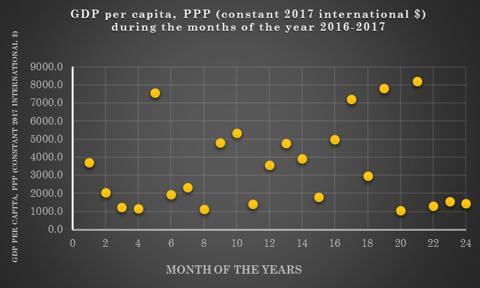 GDP per capita, PPP (constant 2017 international $)
during the months of the year 2016-2017
GDP PER CAPITA, PPP (CONSTANT 2017 INTERNATIONAL $)
9000.0
8000.0
7000.0
6000.0
5000.0
4000.0
3000.0
2000.0
1000.0
0.0
0 2 4 6 8 10 12 14 16 18 20 22 24
MONTH OF THE YEARS